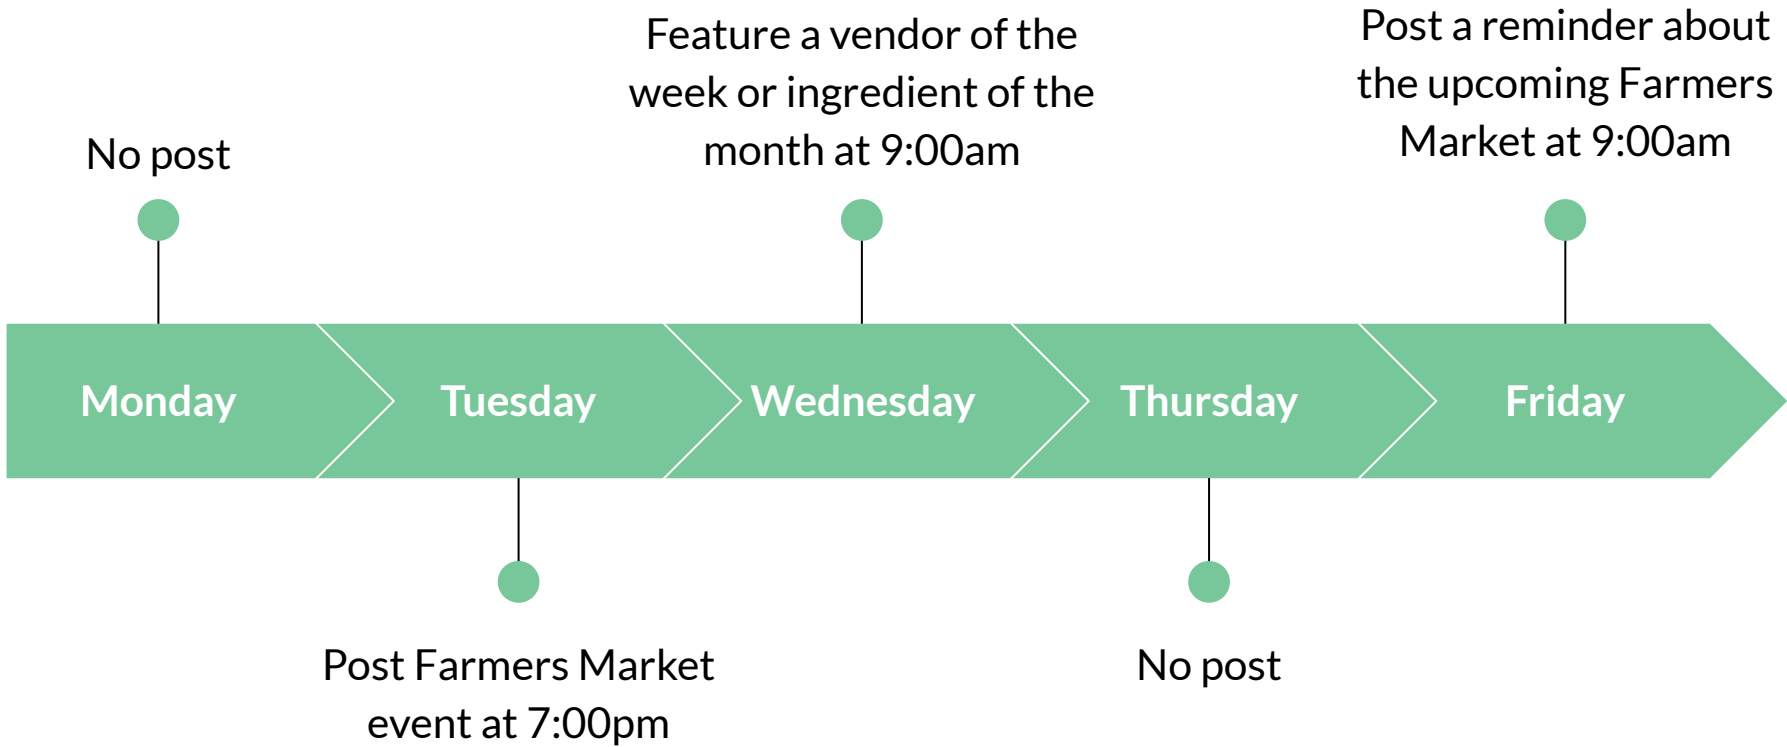 No post
Feature a vendor of the
week or ingredient of the
month at 9:00am
Post a reminder about
the upcoming Farmers
Market at 9:00am
Monday
Tuesday
Wednesday
Thursday
Friday
Post Farmers Market
event at 7:00pm
No post